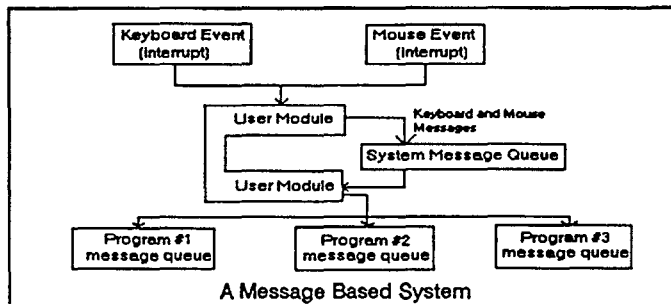 Keyboard Event
(Interrupt)
Mouse Event
(Interrupt)
User Module
Keyboard and Mouse
Messages
System Message Queue
User Module
Program #1
message queue
Program #2
message queue
Program #3
message queue
A Message Based System